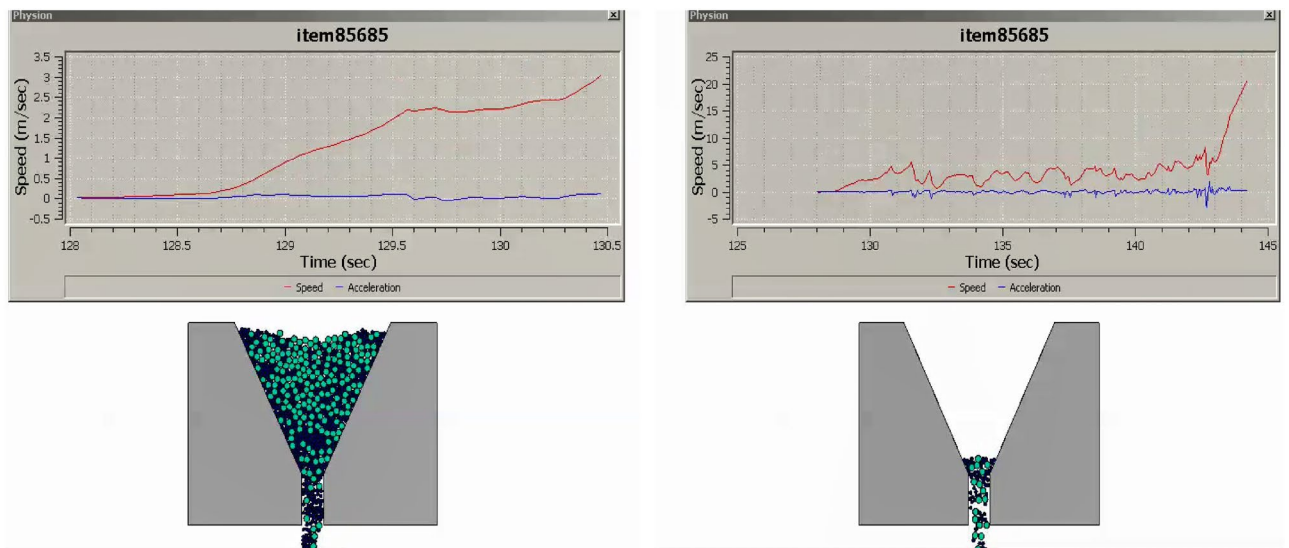 Physion
item85685
Speed (m/sec)
3.5
3
2.5
2
1.5
1
0.5
0
-0.5
128 128.5 129 129.5 130 130.5
Time (sec)
Speed Acceleration
Physion
item85685
Speed (m/sec)
25
20
15
10
5
0
-5
125 130 135 140 145
Time (sec)
Speed Acceleration